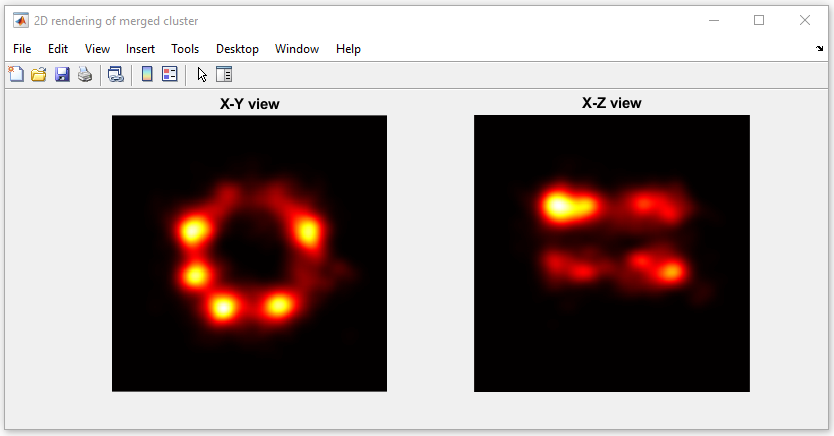 2D rendering of merged cluster
File Edit View Insert Tools Desktop Window Help
X-Y view
X-Z view